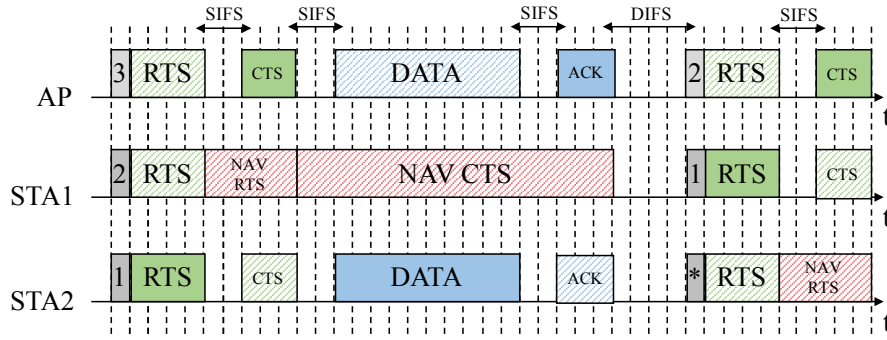 SIFS SIFS SIFS DIFS SIFS
3 RTS CTS DATA ACK 2 RTS CTS
AP
t
2 RTS NAV RTS NAV CTS 1 RTS CTS
STA1
t
1 RTS CTS DATA ACK * RTS NAV RTS
STA2
t